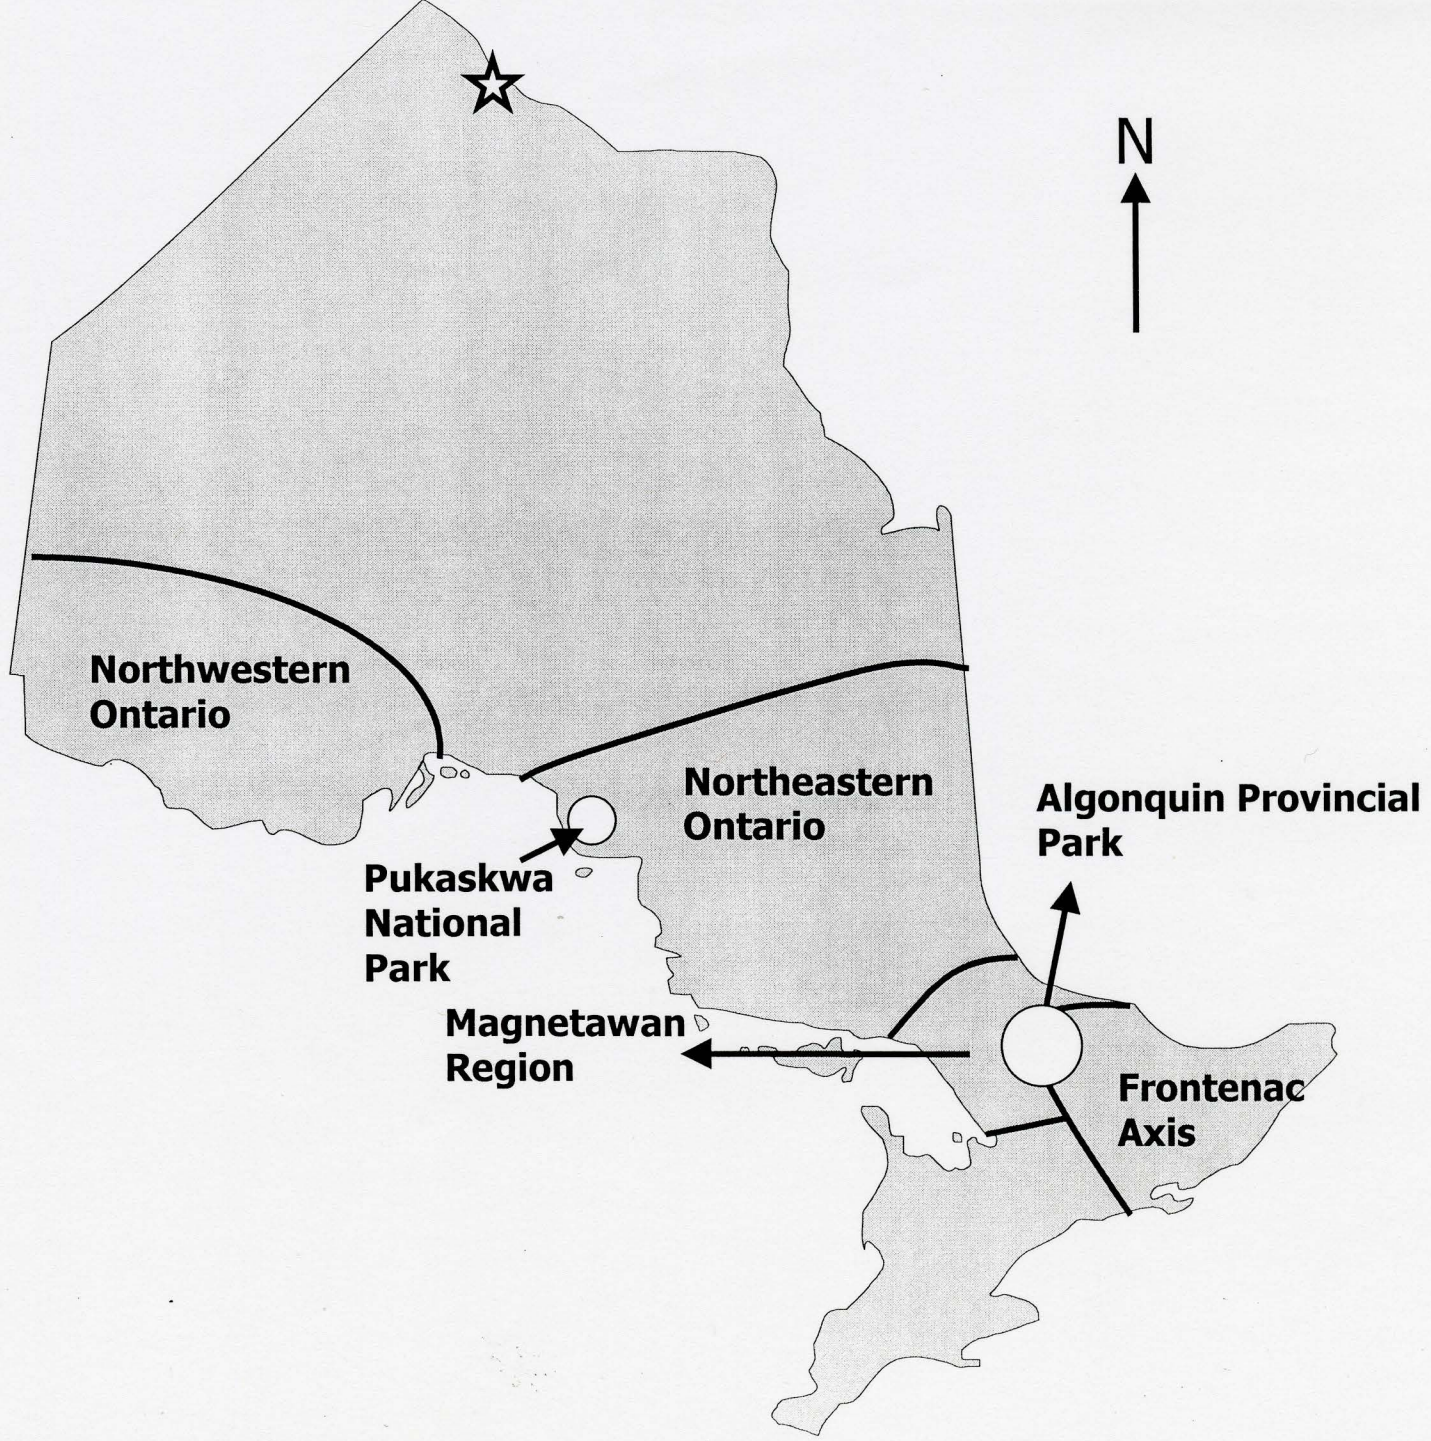 N
Northwestern
Ontario
Northeastern
Ontario
Algonquin Provincial
Park
Pukaskwa
National
Park
Magnetawan
Region
Frontenac
Axis